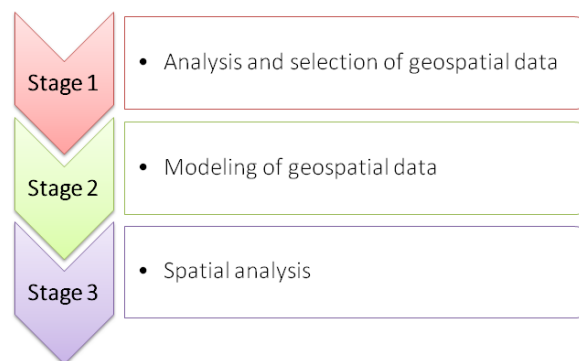 Stage 1
• Analysis and selection of geospatial data
Stage 2
• Modeling of geospatial data
Stage 3
• Spatial analysis